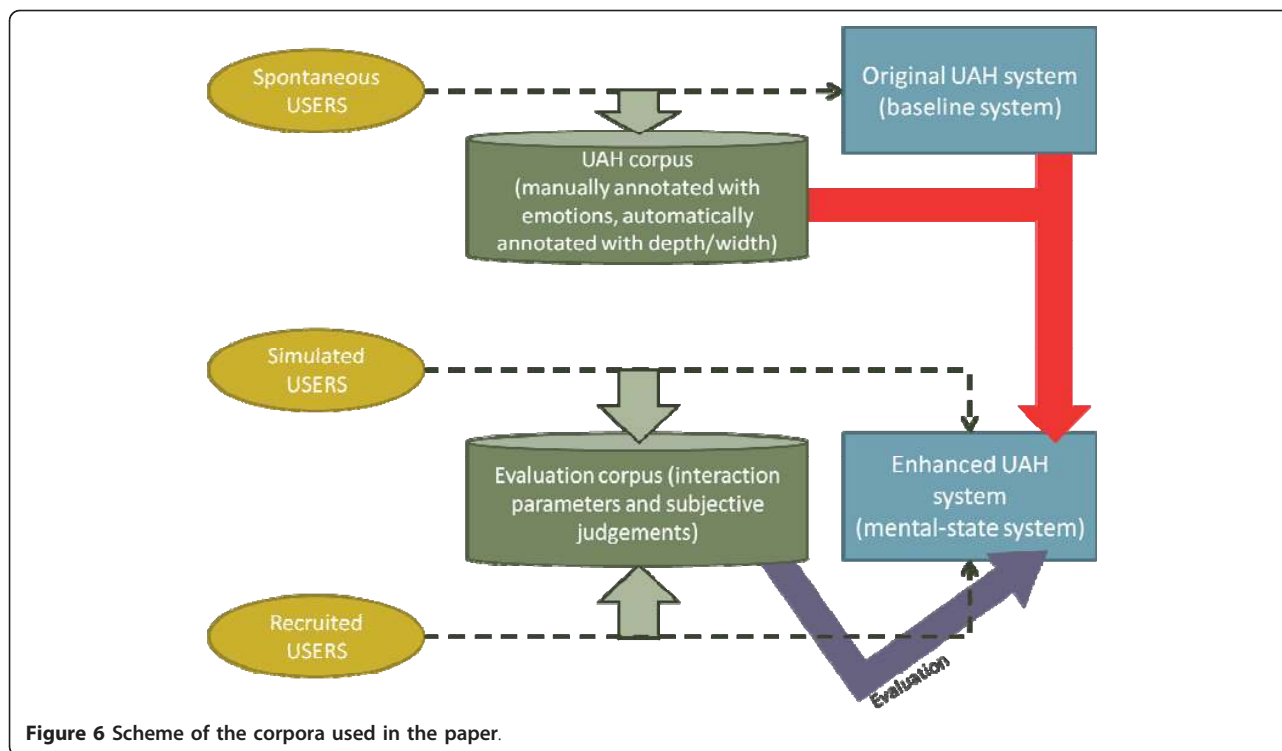 Spontaneous
USERS
Original UAH system
(baseline system)
UAH corpus
(manually annotated with
emotions, automatically
annotated with depth/width)
Simulated
USERS
Evaluation corpus (interaction
parameters and subjective
judgements)
Enhanced UAH
system
(mental-state system)
Recruited
USERS
Evaluation
Figure 6 Scheme of the corpora used in the paper.